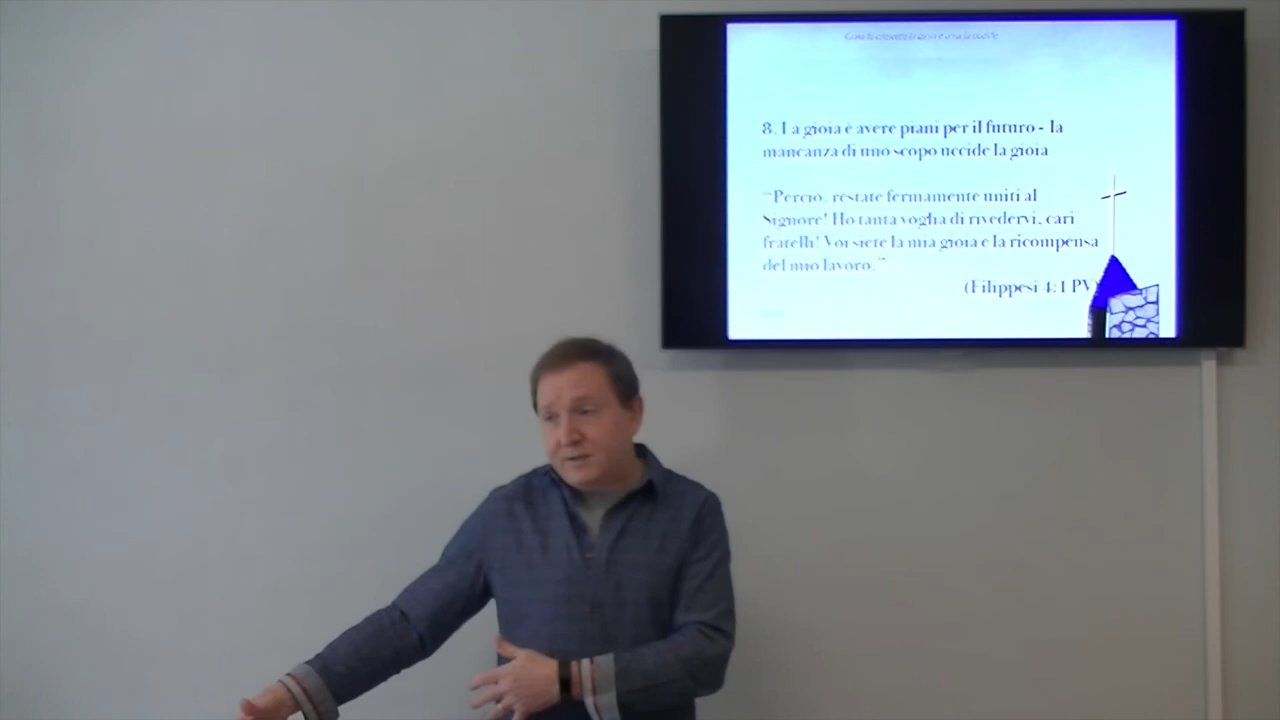 8. La gioia è avere piani per il futuro - la
mancanza di uno scopo uccide la gioia
"Perciò, restate fermamente uniti al
Signore! Ho tanta voglia di rivedervi, cari
fratelli! Voi siete la mia gioia e la ricompensa
del mio lavoro."
(Filippesi 4:1 PV)